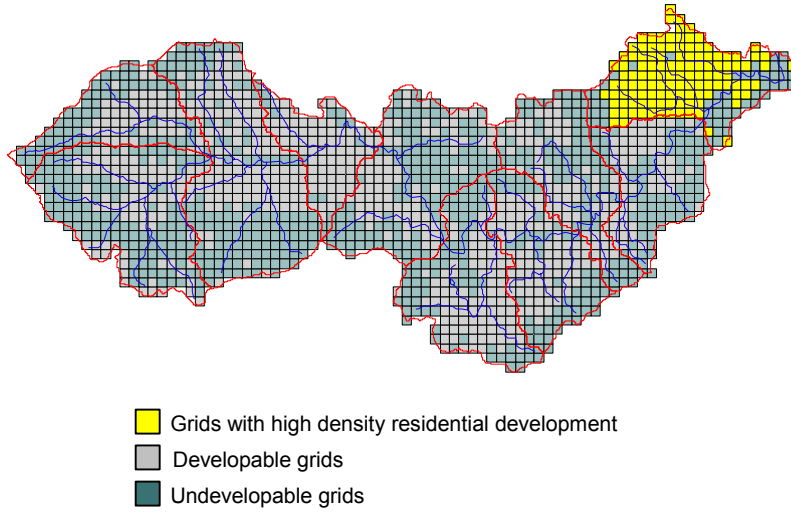 Grids with high density residential development
Developable grids
Undevelopable grids